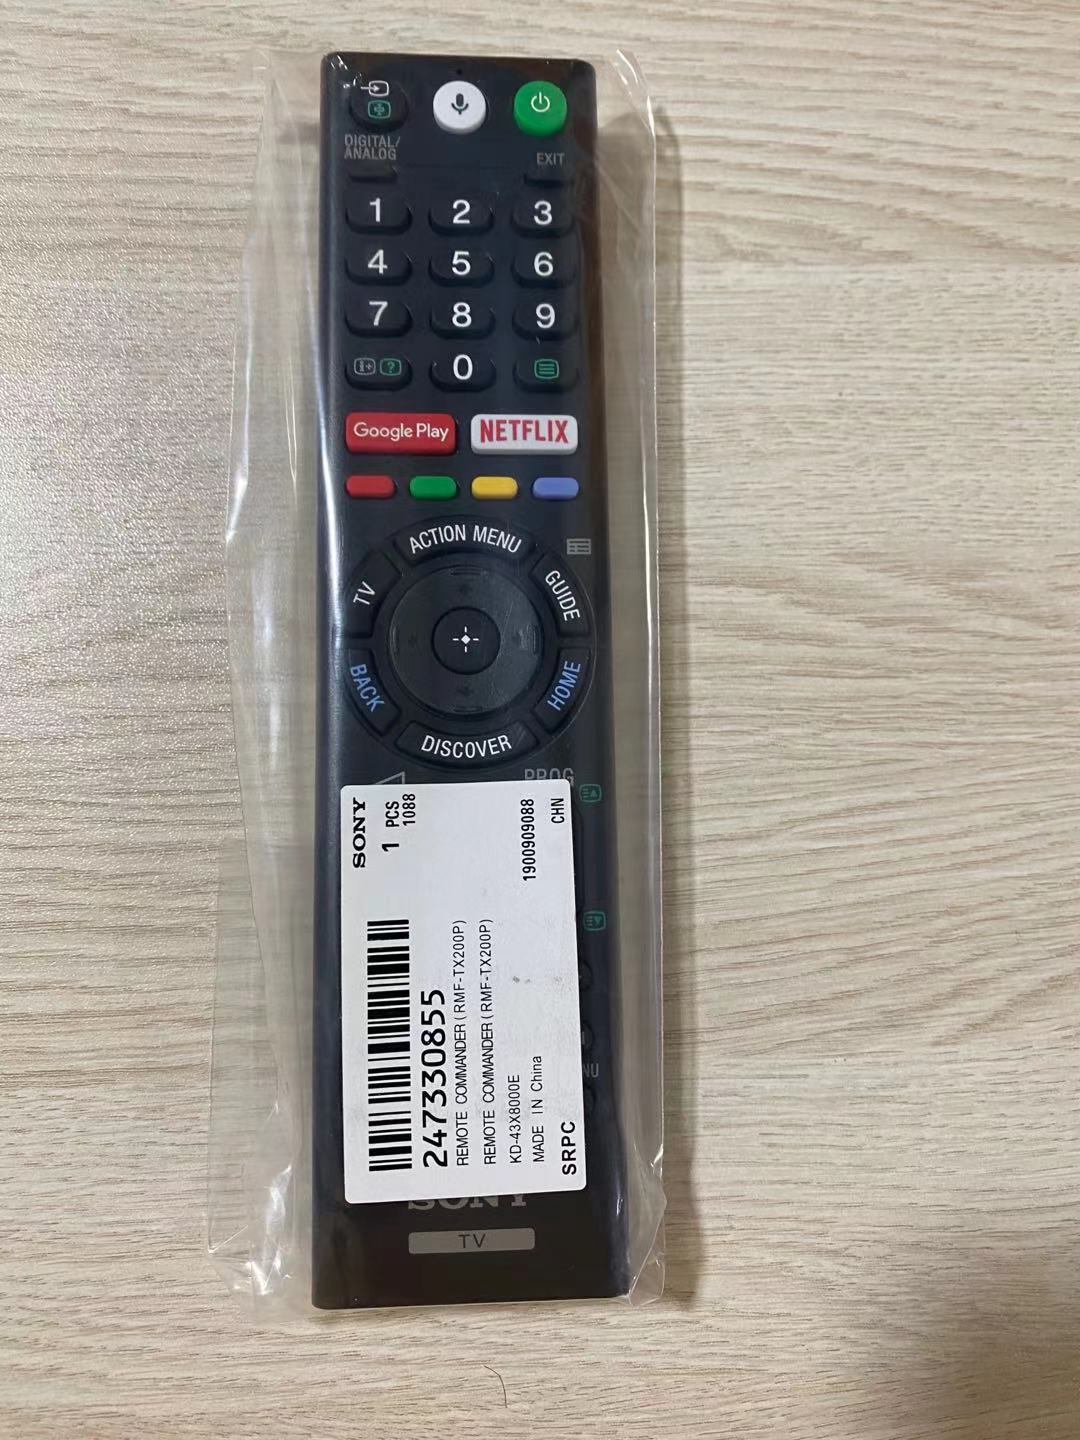 DIGITAL/
ANALOG
EXIT
1 2 3
4 5 6
7 8 9
0
Google Play NETFLIX
ACTION MENU
TV
GUIDE
BACK
HOME
DISCOVER
PROG
SONY
1 PCS
1088
1900909088
CHN
247330855
REMOTE COMMANDER(RMF-TX200P)
REMOTE COMMANDER(RMF-TX200P)
KD-43X8000E
MADE IN China
SRPC
NU
SONY
TV